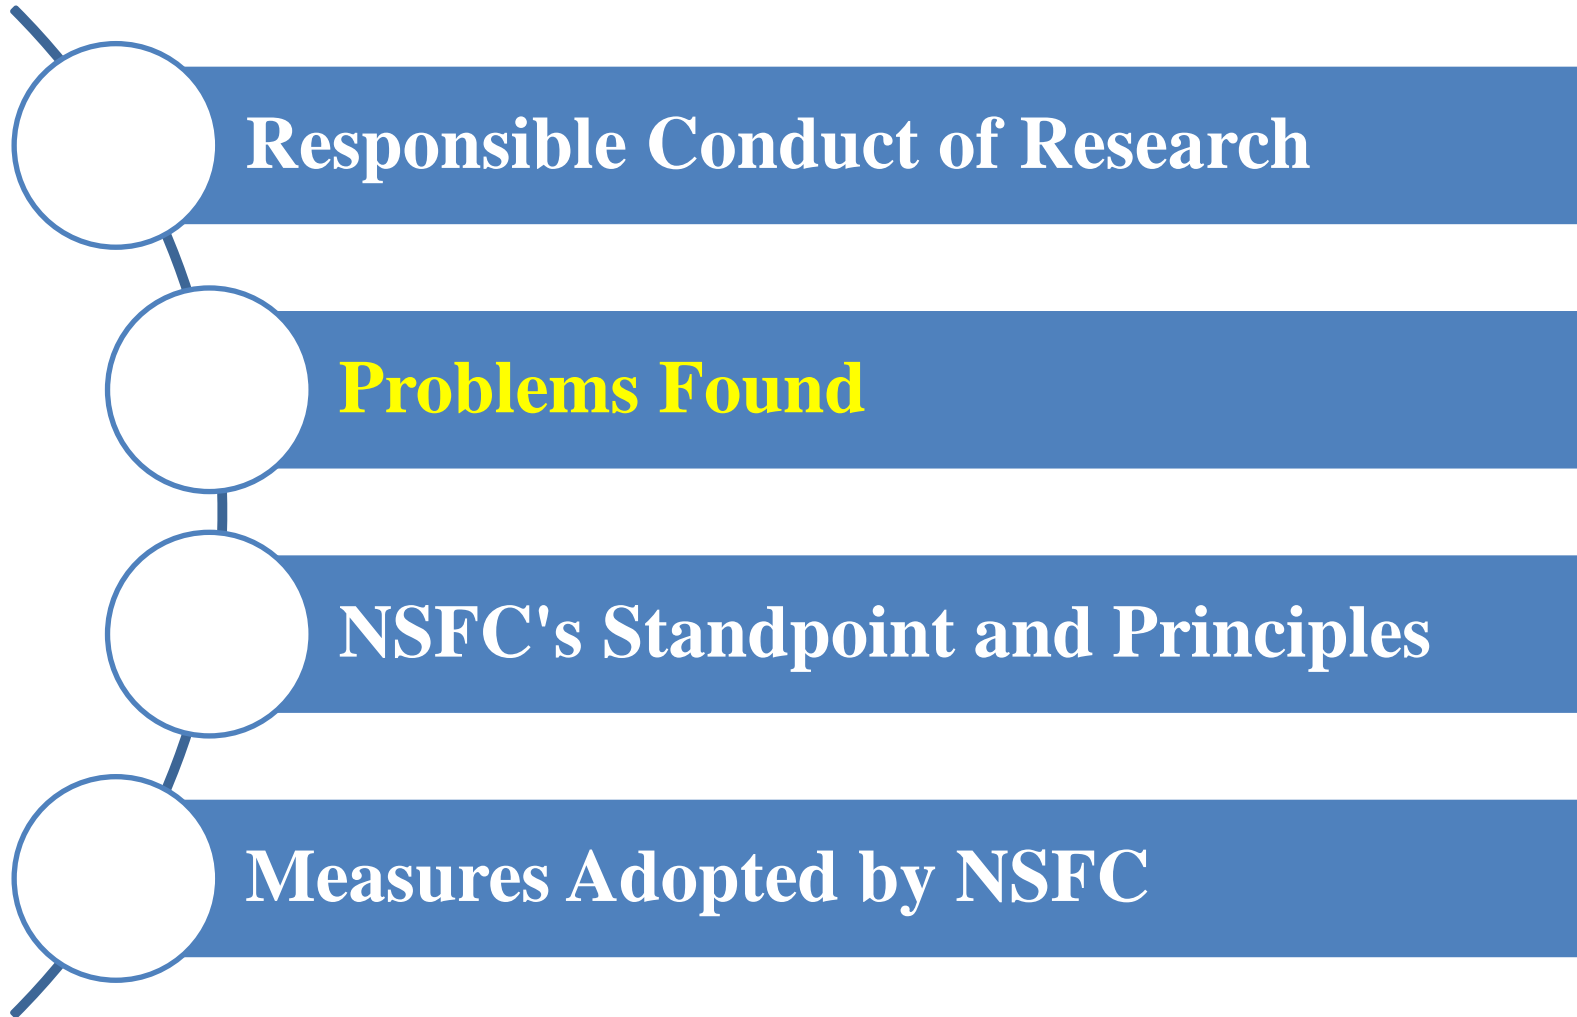 Responsible Conduct of Research
Problems Found
NSFC's Standpoint and Principles
Measures Adopted by NSFC